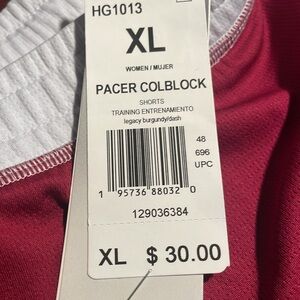 HG1013
XL
WOMEN / MUJER
PACER COLBLOCK
SHORTS
TRAINING ENTRENAMIENTO
legacy burgundy/dash
48
696
UPC
1 95736 88032 0
129036384
XL $ 30.00